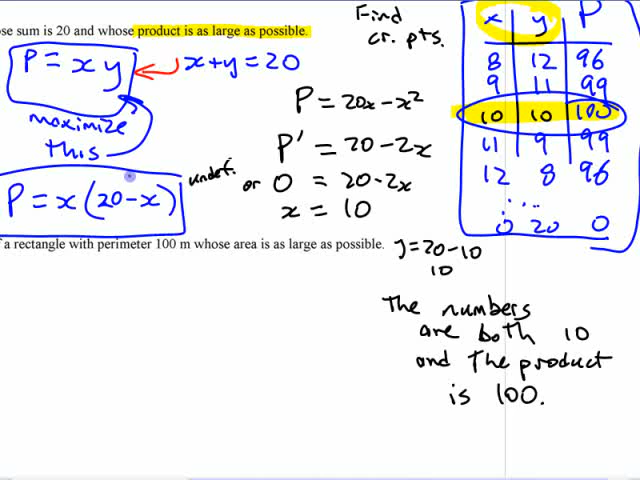 ose sum is 20 and whose product is as large as possible.
P = x y
x + y = 20
maximize
this
P = x(20 - x)
Find
cr. pts.
P = 20x - x²
P' = 20 - 2x
undef.
or 0 = 20 - 2x
x = 10
x y P
8 12 96
9 11 99
10 10 100
11 9 99
12 8 96
. . . . .
0 20 0
f a rectangle with perimeter 100 m whose area is as large as possible.
y = 20 - 10
10
The numbers
are both 10
and the product
is 100.